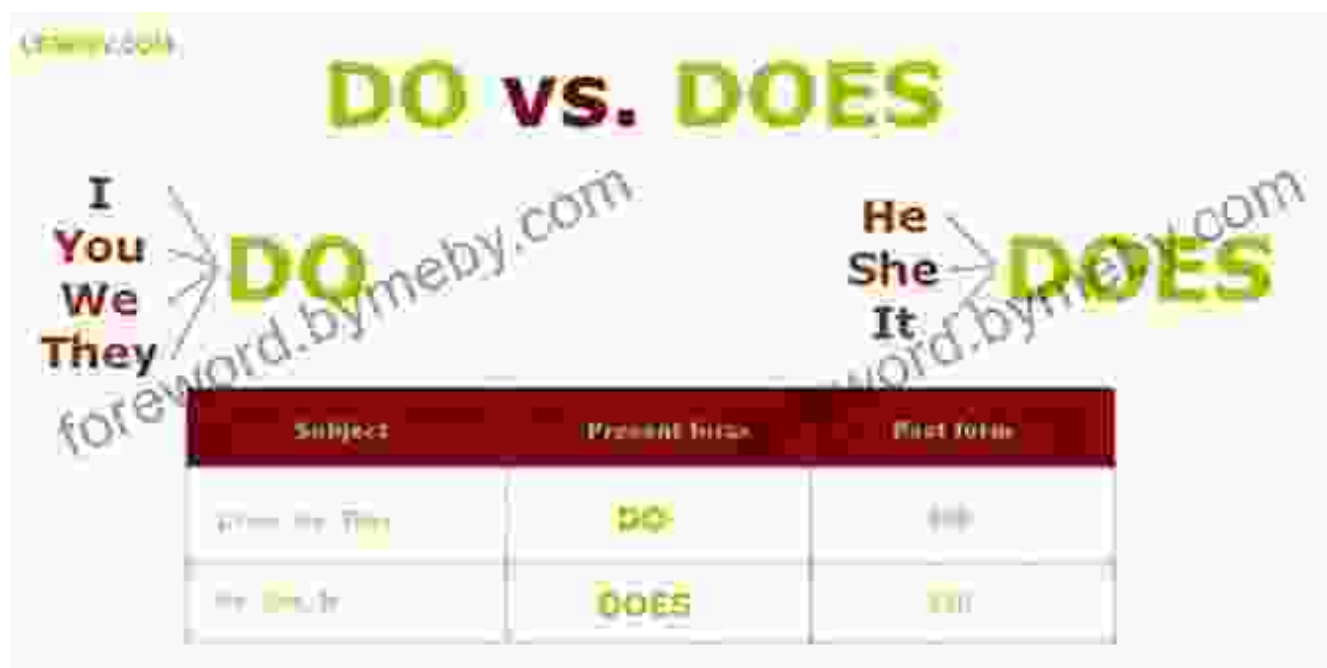 DO vs. DOES
I
You
We
They
DO
He
She
It
DOES
foreword.bymeby.com
word.bymeby.com
Subject Present form Past form
DO
DOES